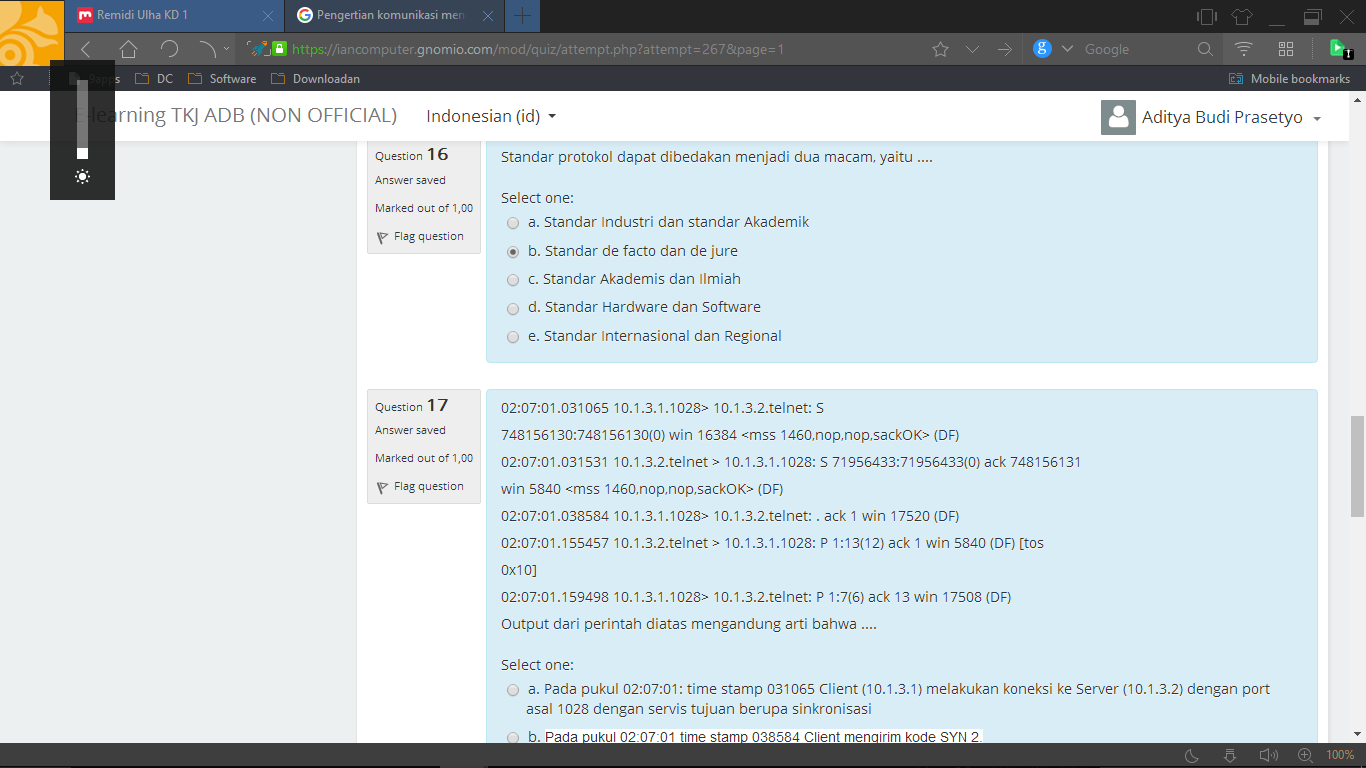 Remidi Ulha KD 1
Pengertian komunikasi men
https://iancomputer.gnomio.com/mod/quiz/attempt.php?attempt=267&page=1
Google
DC
Software
Downloadan
Mobile bookmarks
E-learning TKJ ADB (NON OFFICIAL)
Indonesian (id)
Aditya Budi Prasetyo
Question 16
Answer saved
Marked out of 1,00
Flag question
Standar protokol dapat dibedakan menjadi dua macam, yaitu ....
Select one:
a. Standar Industri dan standar Akademik
b. Standar de facto dan de jure
c. Standar Akademis dan Ilmiah
d. Standar Hardware dan Software
e. Standar Internasional dan Regional
Question 17
Answer saved
Marked out of 1,00
Flag question
02:07:01.031065 10.1.3.1.1028> 10.1.3.2.telnet: S
748156130:748156130(0) win 16384 <mss 1460,nop,nop,sackOK> (DF)
02:07:01.031531 10.1.3.2.telnet > 10.1.3.1.1028: S 71956433:71956433(0) ack 748156131
win 5840 <mss 1460,nop,nop,sackOK> (DF)
02:07:01.038584 10.1.3.1.1028> 10.1.3.2.telnet: . ack 1 win 17520 (DF)
02:07:01.155457 10.1.3.2.telnet > 10.1.3.1.1028: P 1:13(12) ack 1 win 5840 (DF) [tos
0x10]
02:07:01.159498 10.1.3.1.1028> 10.1.3.2.telnet: P 1:7(6) ack 13 win 17508 (DF)
Output dari perintah diatas mengandung arti bahwa ....
Select one:
a. Pada pukul 02:07:01: time stamp 031065 Client (10.1.3.1) melakukan koneksi ke Server (10.1.3.2) dengan port
asal 1028 dengan servis tujuan berupa sinkronisasi
b. Pada pukul 02:07:01 time stamp 038584 Client mengirim kode SYN 2.
100%